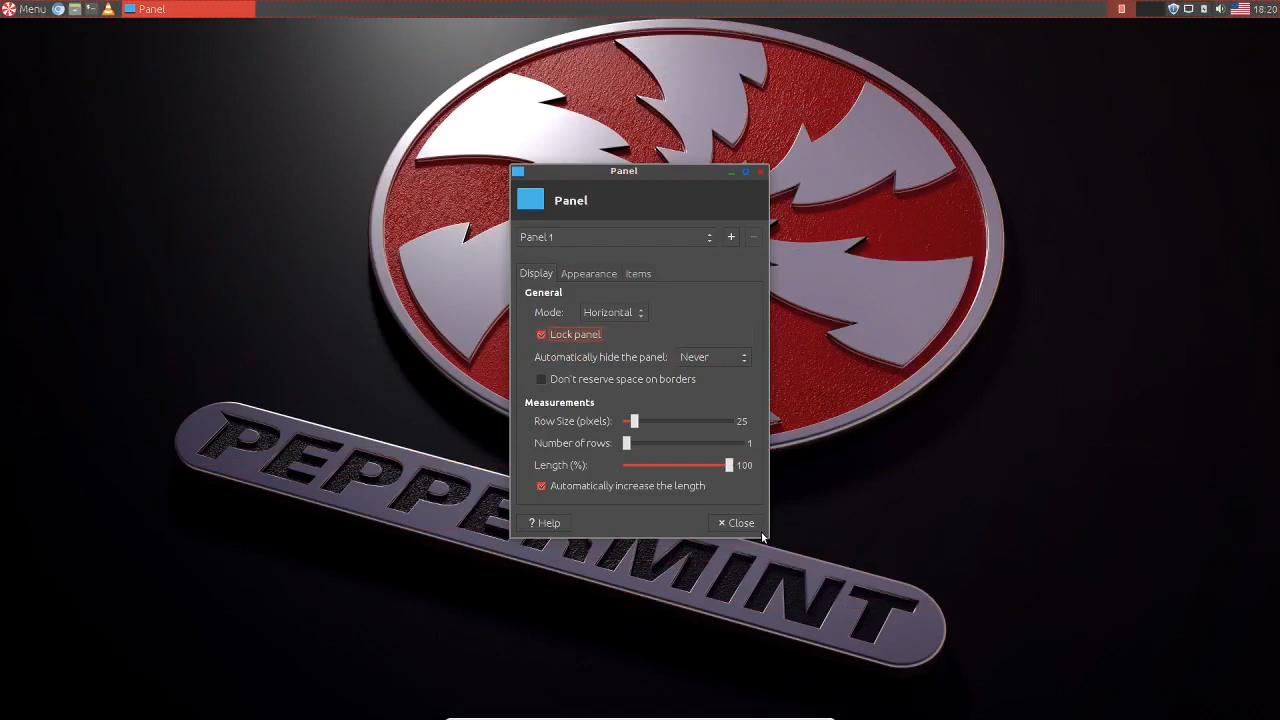 Menu Panel 18:20
Panel
Panel
Panel 1
Display Appearance Items
General
Mode: Horizontal
Lock panel
Automatically hide the panel: Never
Don't reserve space on borders
Measurements
Row Size (pixels): 25
Number of rows: 1
Length (%): 100
Automatically increase the length
? Help Close
PEPPERMINT